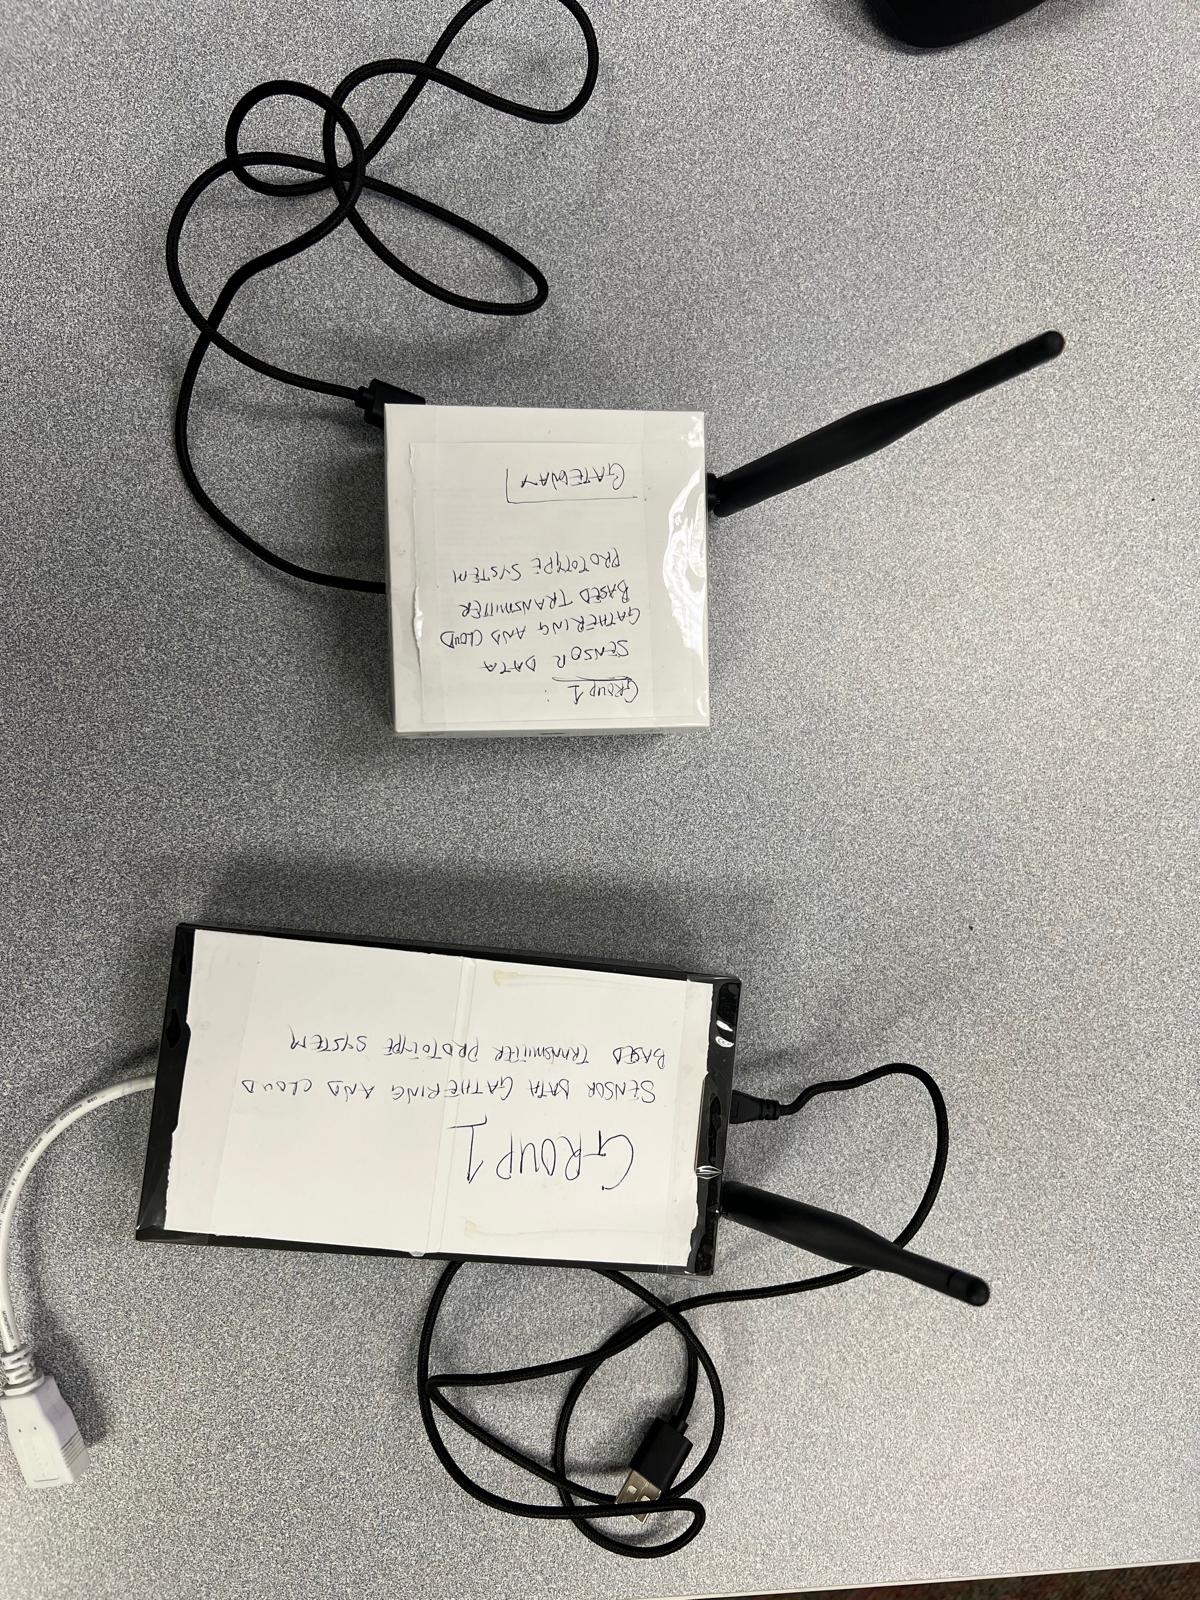 GROUP 1:
SENSOR DATA
GATHERING AND CLOUD
BASED TRANSMITTER
PROTOTYPE SYSTEM
GATEWAY
GROUP 1
SENSOR DATA GATHERING AND CLOUD
BASED TRANSMITTER PROTOTYPE SYSTEM